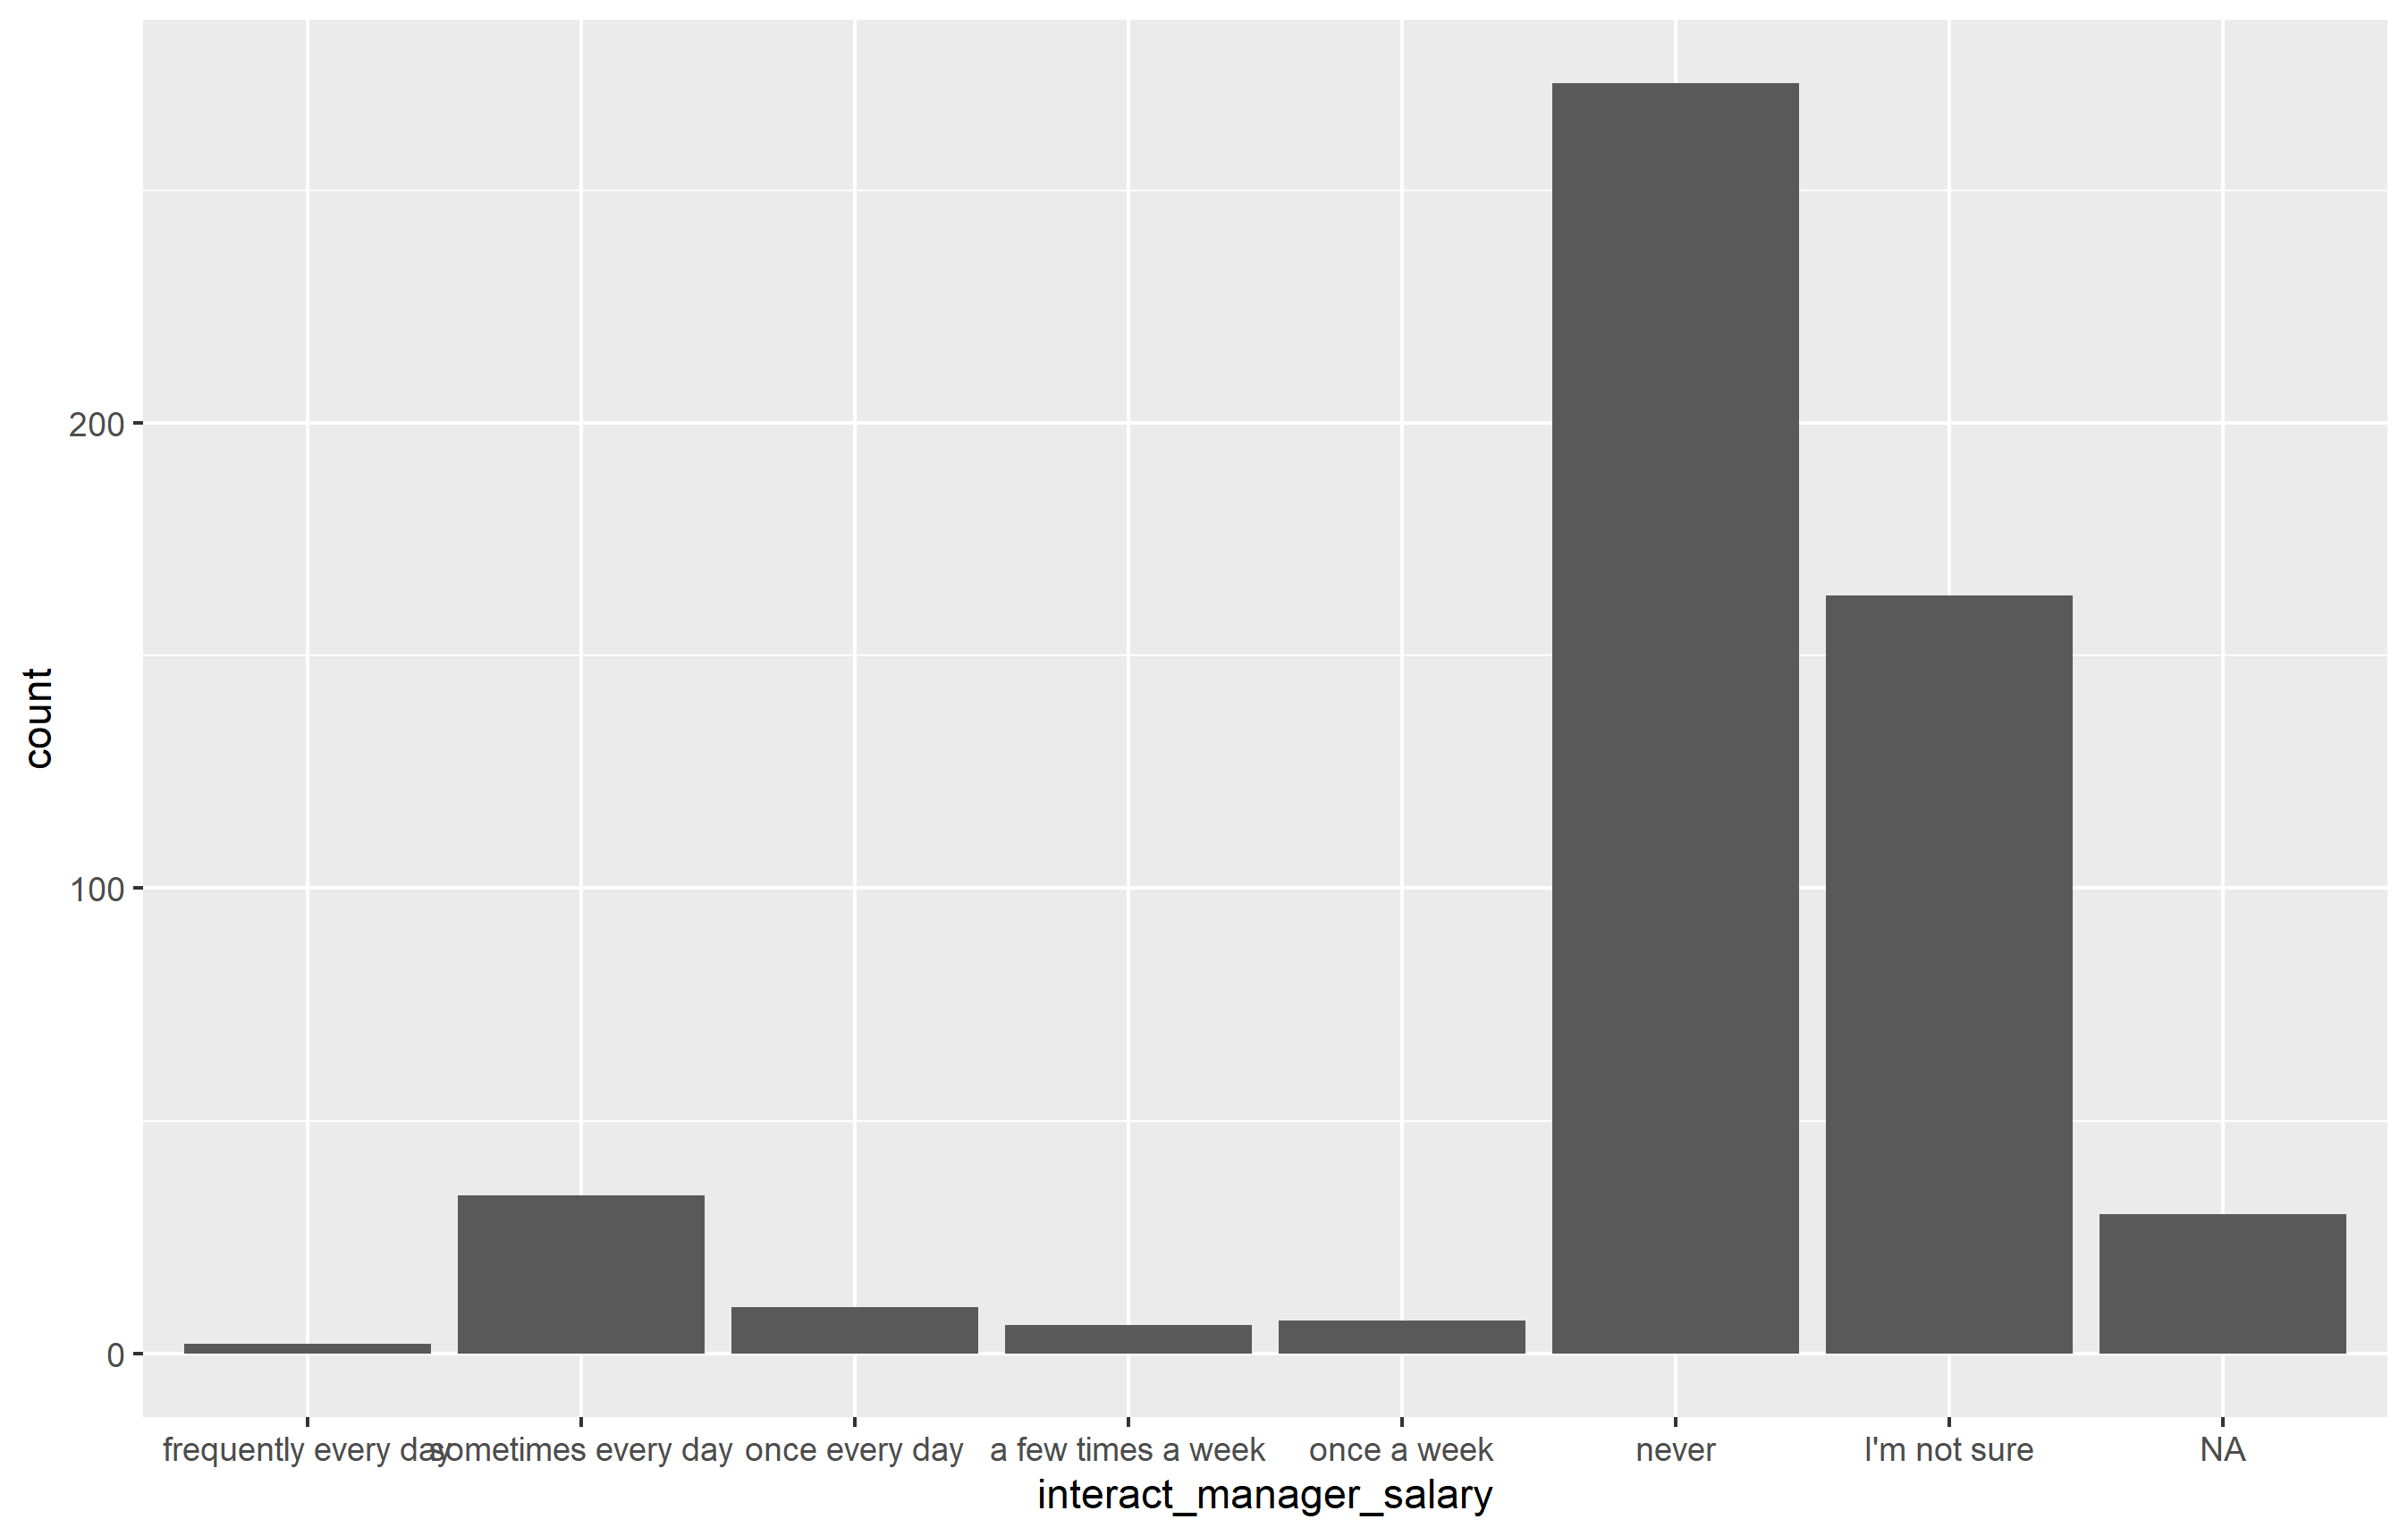 count
200
100
0
frequently every day sometimes every day once every day a few times a week once a week never I'm not sure NA
interact_manager_salary